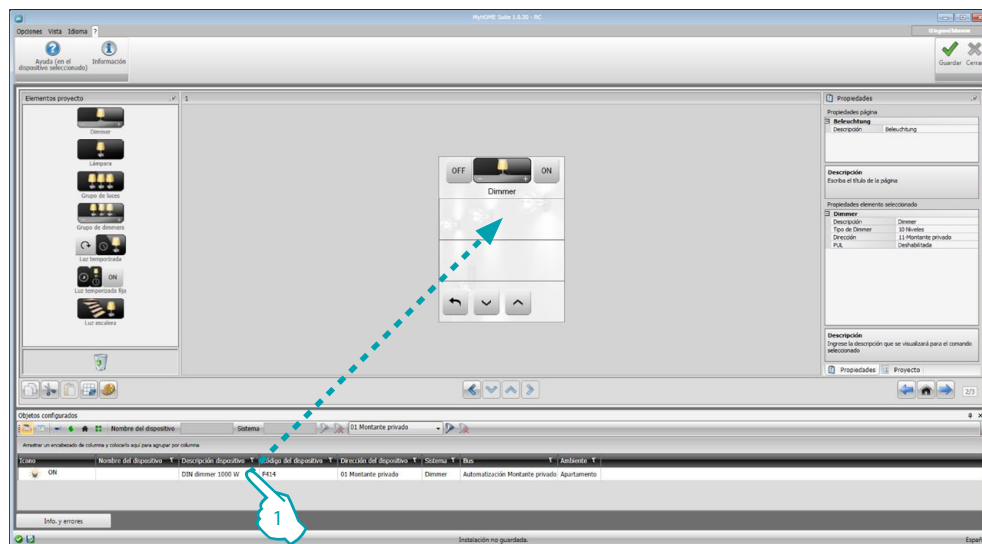 MyHOME Suite 1.0.30 - RC
Opciones Vista Idioma ?
Ayuda (en el dispositivo seleccionado)
Información
Guardar Cerrar
Elementos proyecto
1
Propiedades
Dimmer
Lámpara
Grupo de luces
Grupo de dimmers
Luz temporizada
ON
Luz temporizada fija
Luz escalera
OFF
ON
Dimmer
Propiedades página
Beleuchtung
Descripción Beleuchtung
Descripción
Escriba el título de la página
Propiedades elemento seleccionado
Dimmer
Descripción Dimmer
Tipo de Dimmer 10 Niveles
Dirección 11-Montante privado
PUL Deshabilitada
Descripción
Ingrese la descripción que se visualizará para el comando
seleccionado
Propiedades Proyecto
2/3
Objetos configurados
Nombre del dispositivo Sistema 01 Montante privado
Arrastrar un encabezado de columna y colocarlo aquí para agrupar por columna
Icono Nombre del dispositivo Descripción dispositivo Código del dispositivo Dirección del dispositivo Sistema Bus Ambiente
ON DIN dimmer 1000 W F414 01 Montante privado Dimmer Automatización Montante privado Apartamento
1
Info. y errores
Instalación no guardada.
Españ